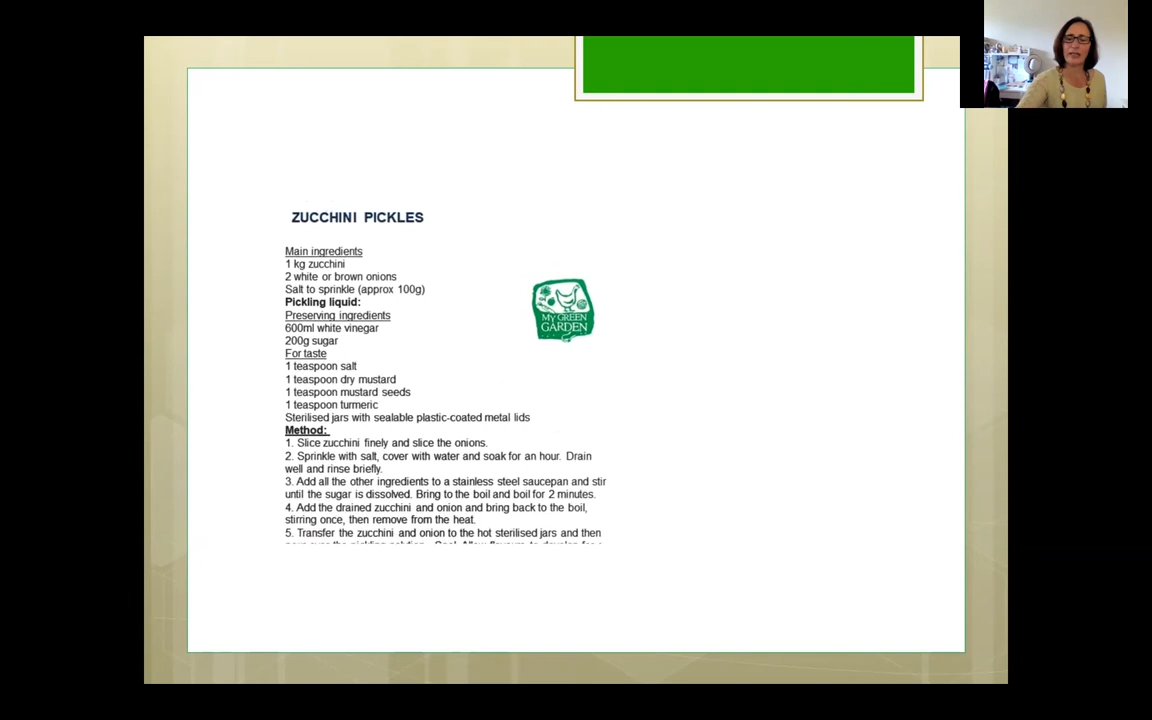 ZUCCHINI PICKLES
Main ingredients
1 kg zucchini
2 white or brown onions
Salt to sprinkle (approx 100g)
Pickling liquid:
Preserving ingredients
600ml white vinegar
200g sugar
For taste
1 teaspoon salt
1 teaspoon dry mustard
1 teaspoon mustard seeds
1 teaspoon turmeric
Sterilised jars with sealable plastic-coated metal lids
Method:
1. Slice zucchini finely and slice the onions.
2. Sprinkle with salt, cover with water and soak for an hour. Drain
well and rinse briefly.
3. Add all the other ingredients to a stainless steel saucepan and stir
until the sugar is dissolved. Bring to the boil and boil for 2 minutes.
4. Add the drained zucchini and onion and bring back to the boil,
stirring once, then remove from the heat.
5. Transfer the zucchini and onion to the hot sterilised jars and then
MY GREEN
GARDEN